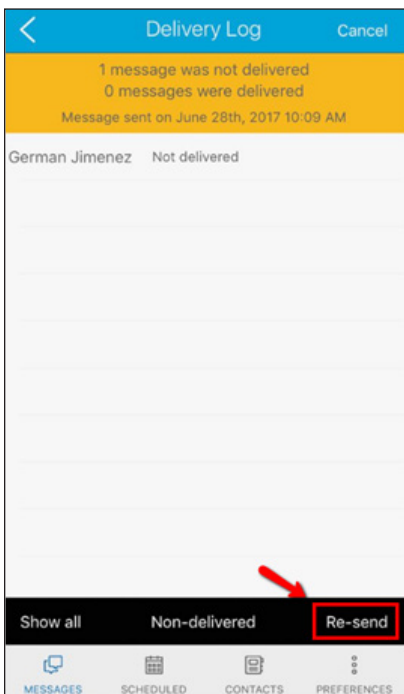 Delivery Log Cancel
1 message was not delivered
0 messages were delivered
Message sent on June 28th, 2017 10:09 AM
German Jimenez Not delivered
Show all Non-delivered Re-send
MESSAGES SCHEDULED CONTACTS PREFERENCES